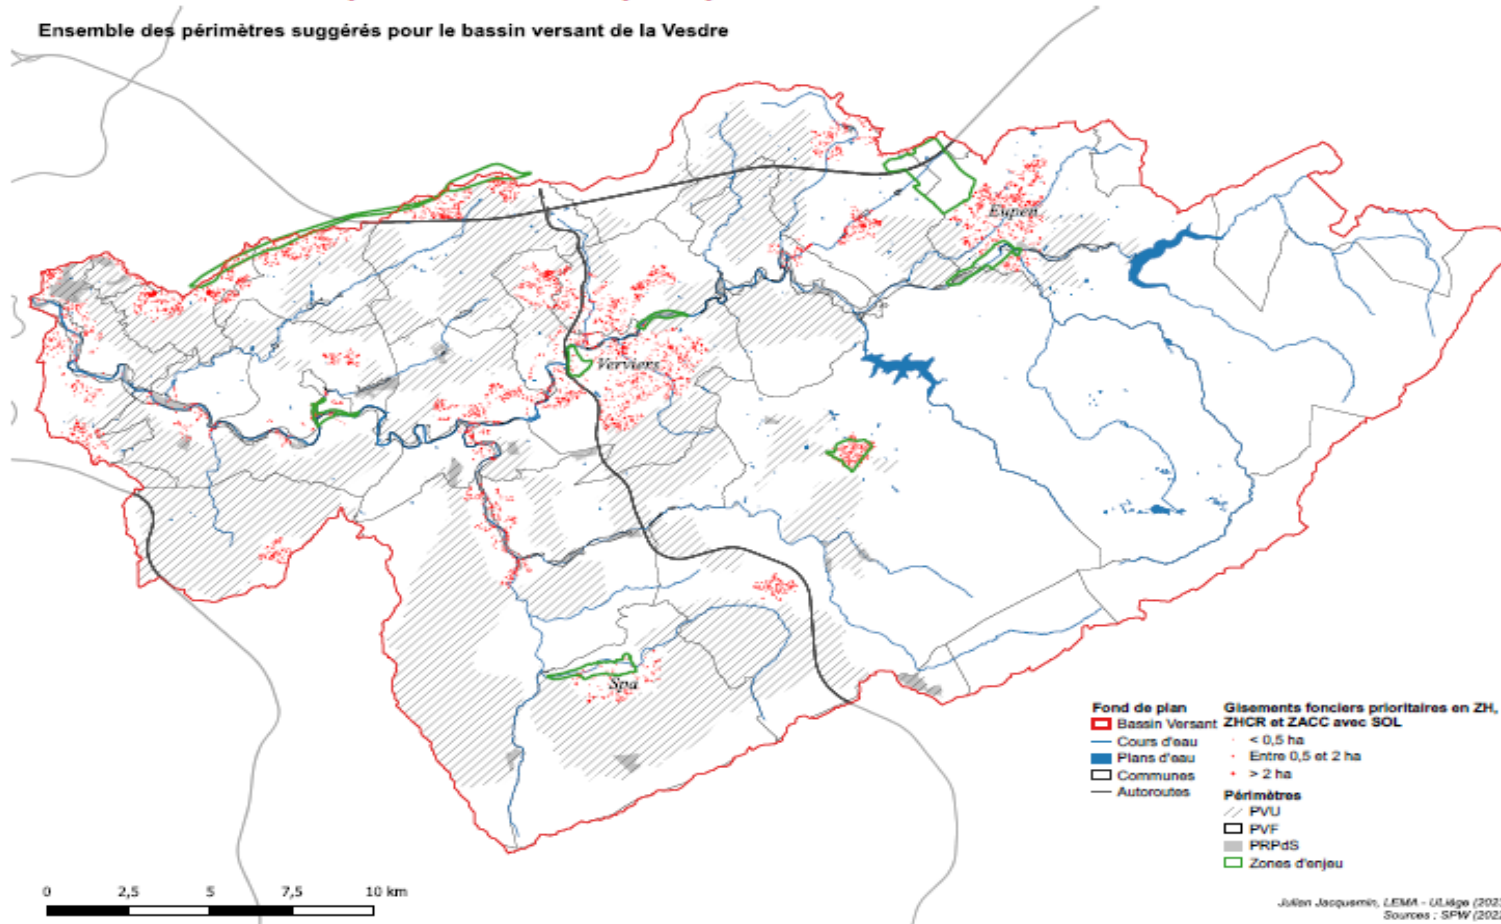 Ensemble des périmètres suggérés pour le bassin versant de la Vesdre
Eupen
Verviers
Spa
Fond de plan
Bassin Versant
Cours d'eau
Plans d'eau
Communes
Autoroutes
Gisements fonciers prioritaires en ZH,
ZHCR et ZACC avec SOL
< 0,5 ha
Entre 0,5 et 2 ha
> 2 ha
Périmètres
PVU
PVF
PRPdS
Zones d'enjeu
0 2,5 5 7,5 10 km
Julien Jacquemin, LEMA - ULiège
Sources : SPW